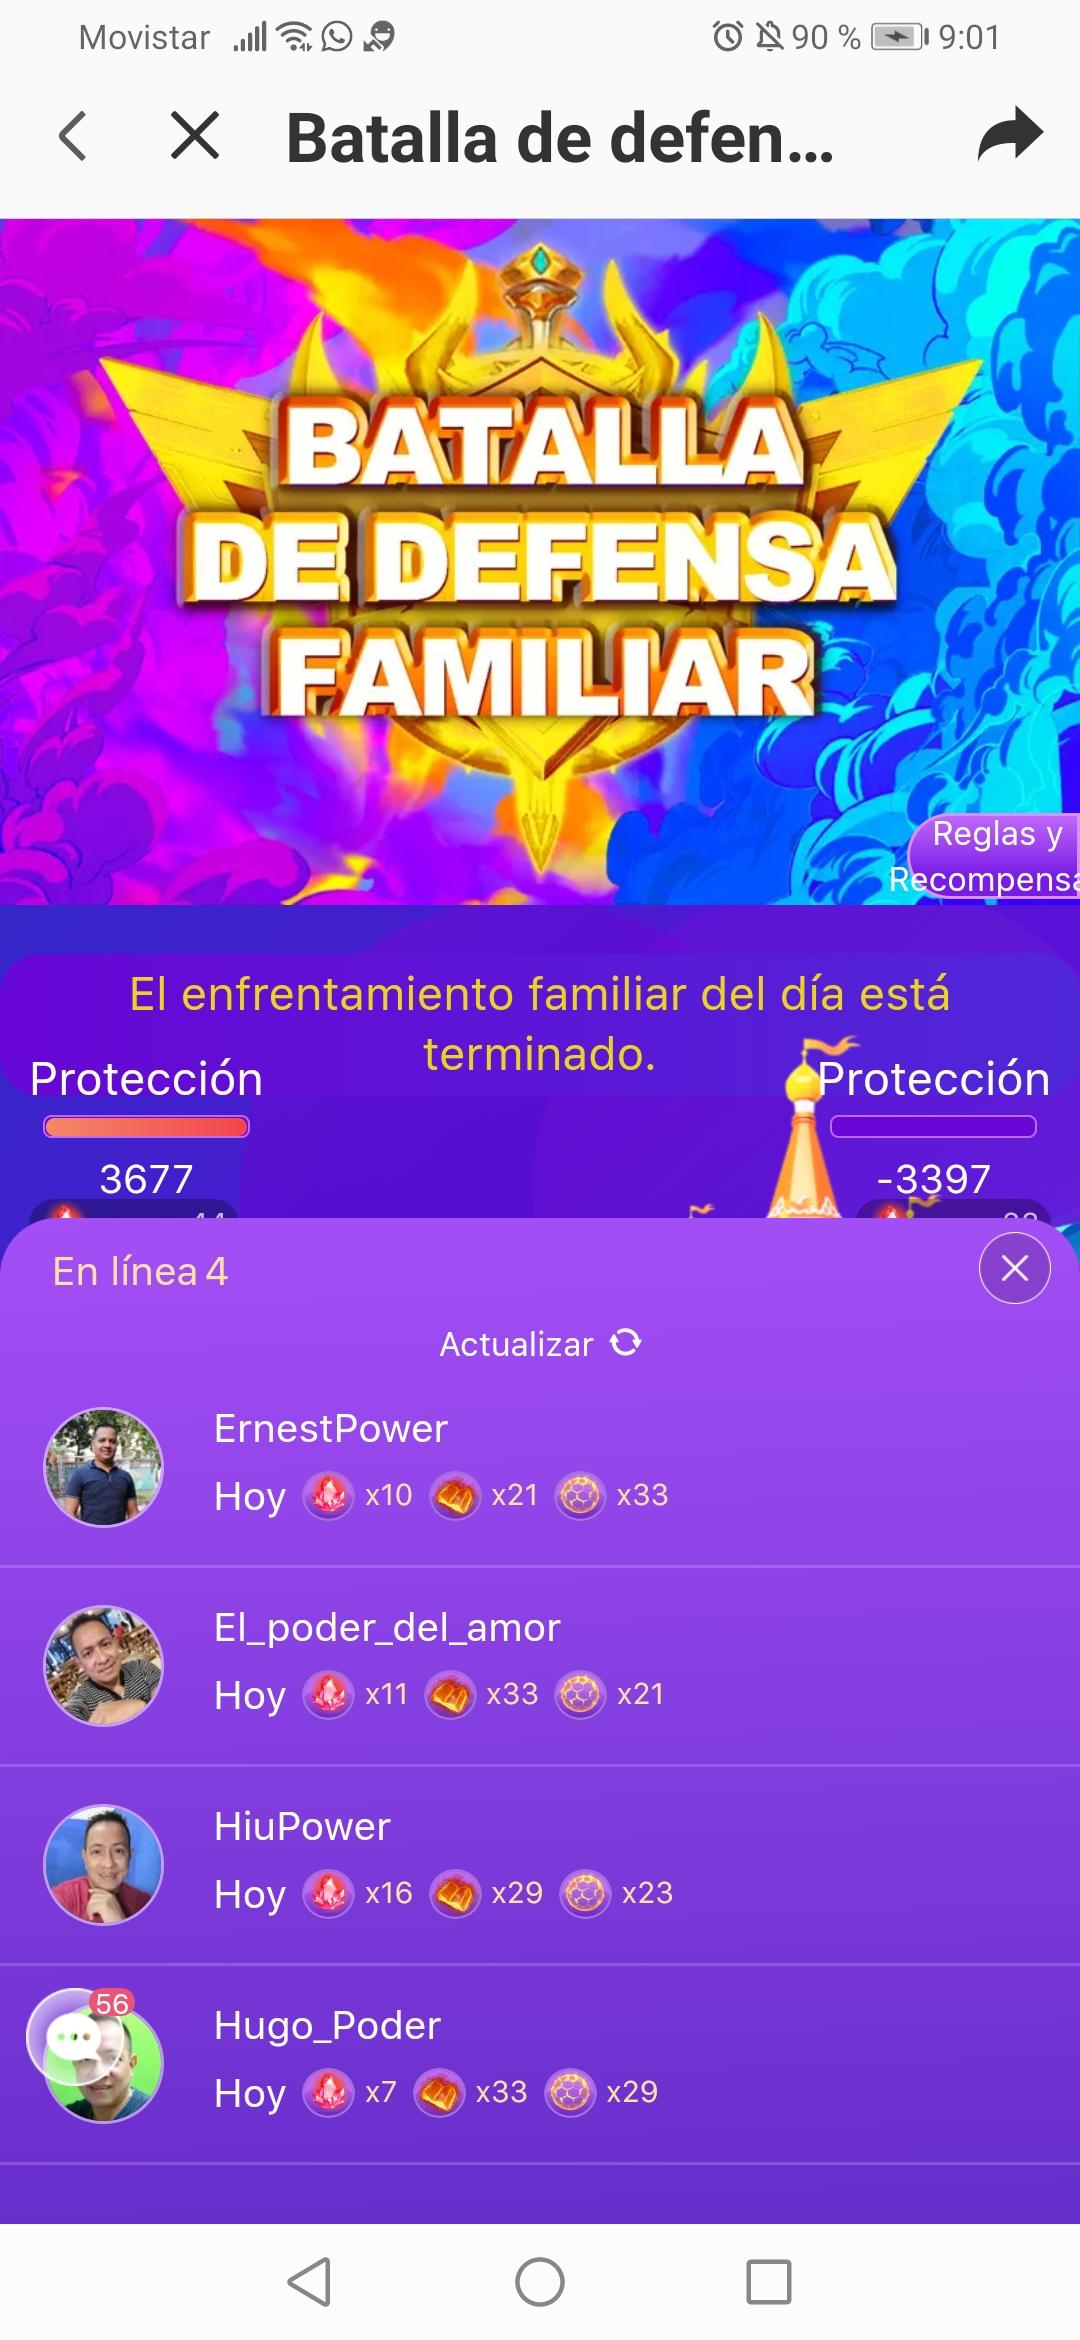 Movistar 90 % 9:01
Batalla de defen...
BATALLA
DE DEFENSA
FAMILIAR
Reglas y
Recompensa
El enfrentamiento familiar del día está
terminado.
Protección Protección
3677 -3397
En línea 4
Actualizar
ErnestPower
Hoy x10 x21 x33
El_poder_del_amor
Hoy x11 x33 x21
HiuPower
Hoy x16 x29 x23
56
Hugo_Poder
Hoy x7 x33 x29